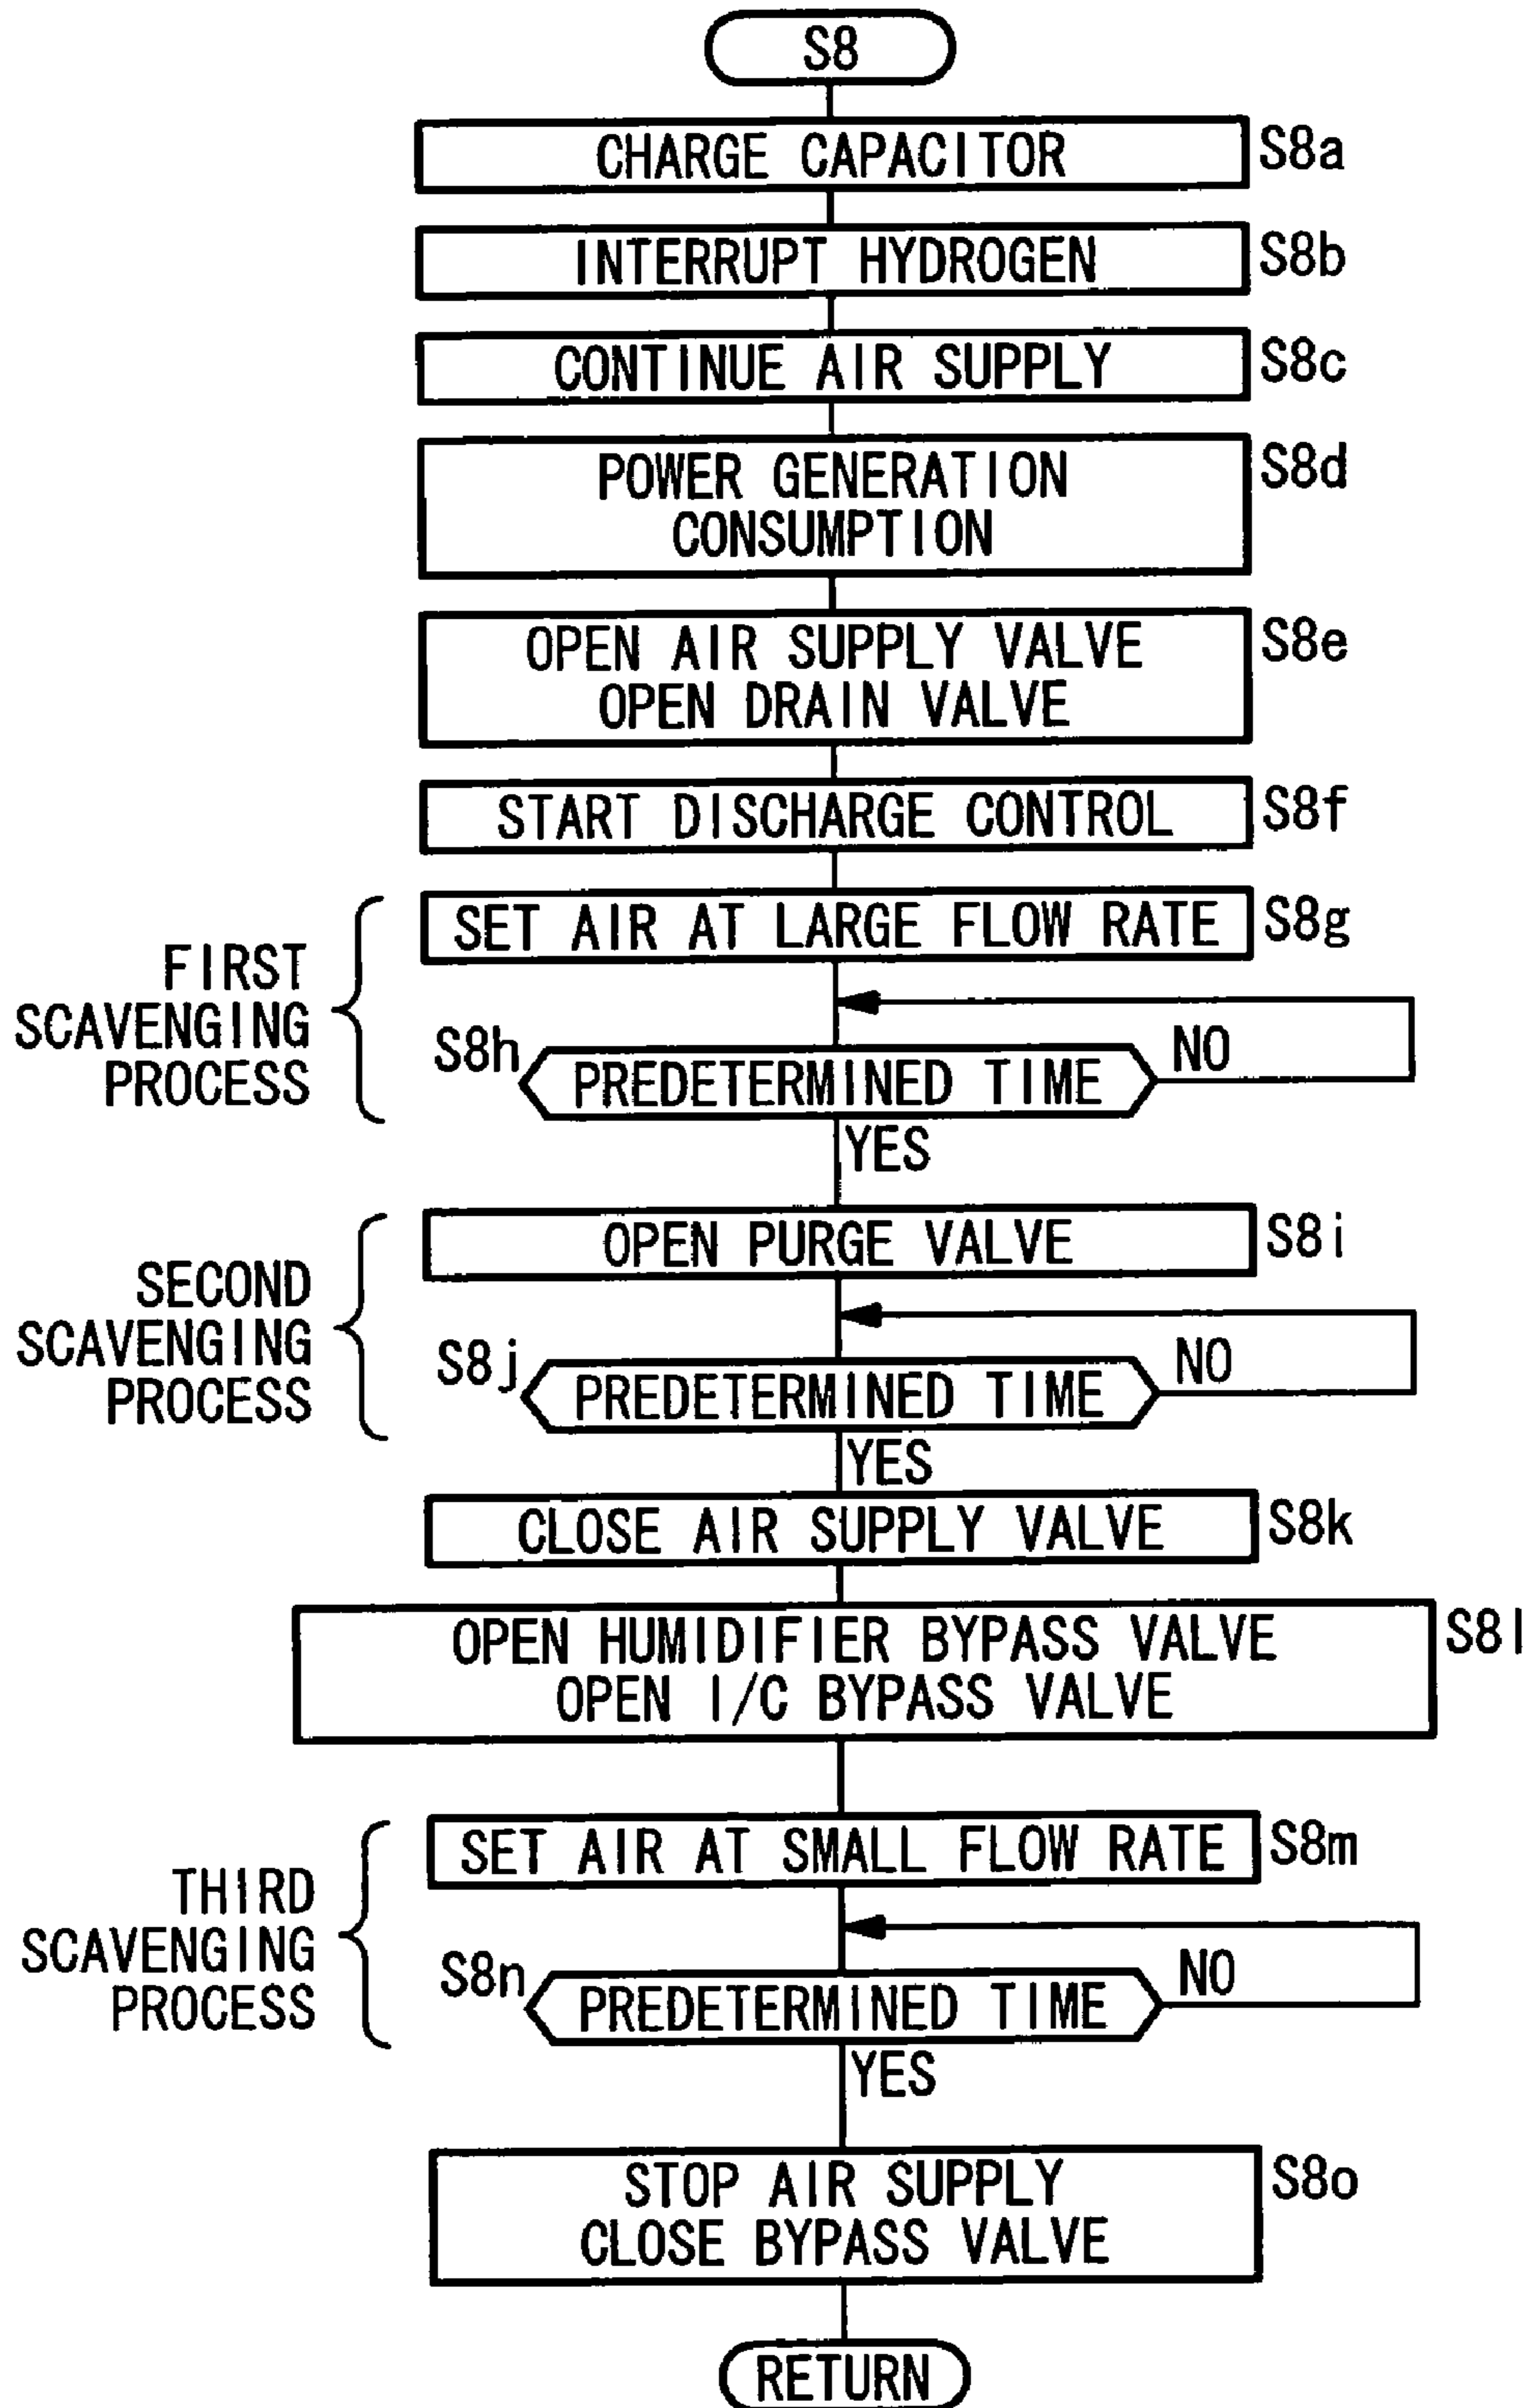 S8
CHARGE CAPACITOR S8a
INTERRUPT HYDROGEN S8b
CONTINUE AIR SUPPLY S8c
POWER GENERATION S8d
CONSUMPTION
OPEN AIR SUPPLY VALVE S8e
OPEN DRAIN VALVE
START DISCHARGE CONTROL S8f
SET AIR AT LARGE FLOW RATE S8g
FIRST
SCAVENGING
PROCESS
S8h PREDETERMINED TIME NO
YES
OPEN PURGE VALVE S8i
SECOND
SCAVENGING
PROCESS
S8j PREDETERMINED TIME NO
YES
CLOSE AIR SUPPLY VALVE S8k
OPEN HUMIDIFIER BYPASS VALVE S8l
OPEN I/C BYPASS VALVE
SET AIR AT SMALL FLOW RATE S8m
THIRD
SCAVENGING
PROCESS
S8n PREDETERMINED TIME NO
YES
STOP AIR SUPPLY S8o
CLOSE BYPASS VALVE
RETURN